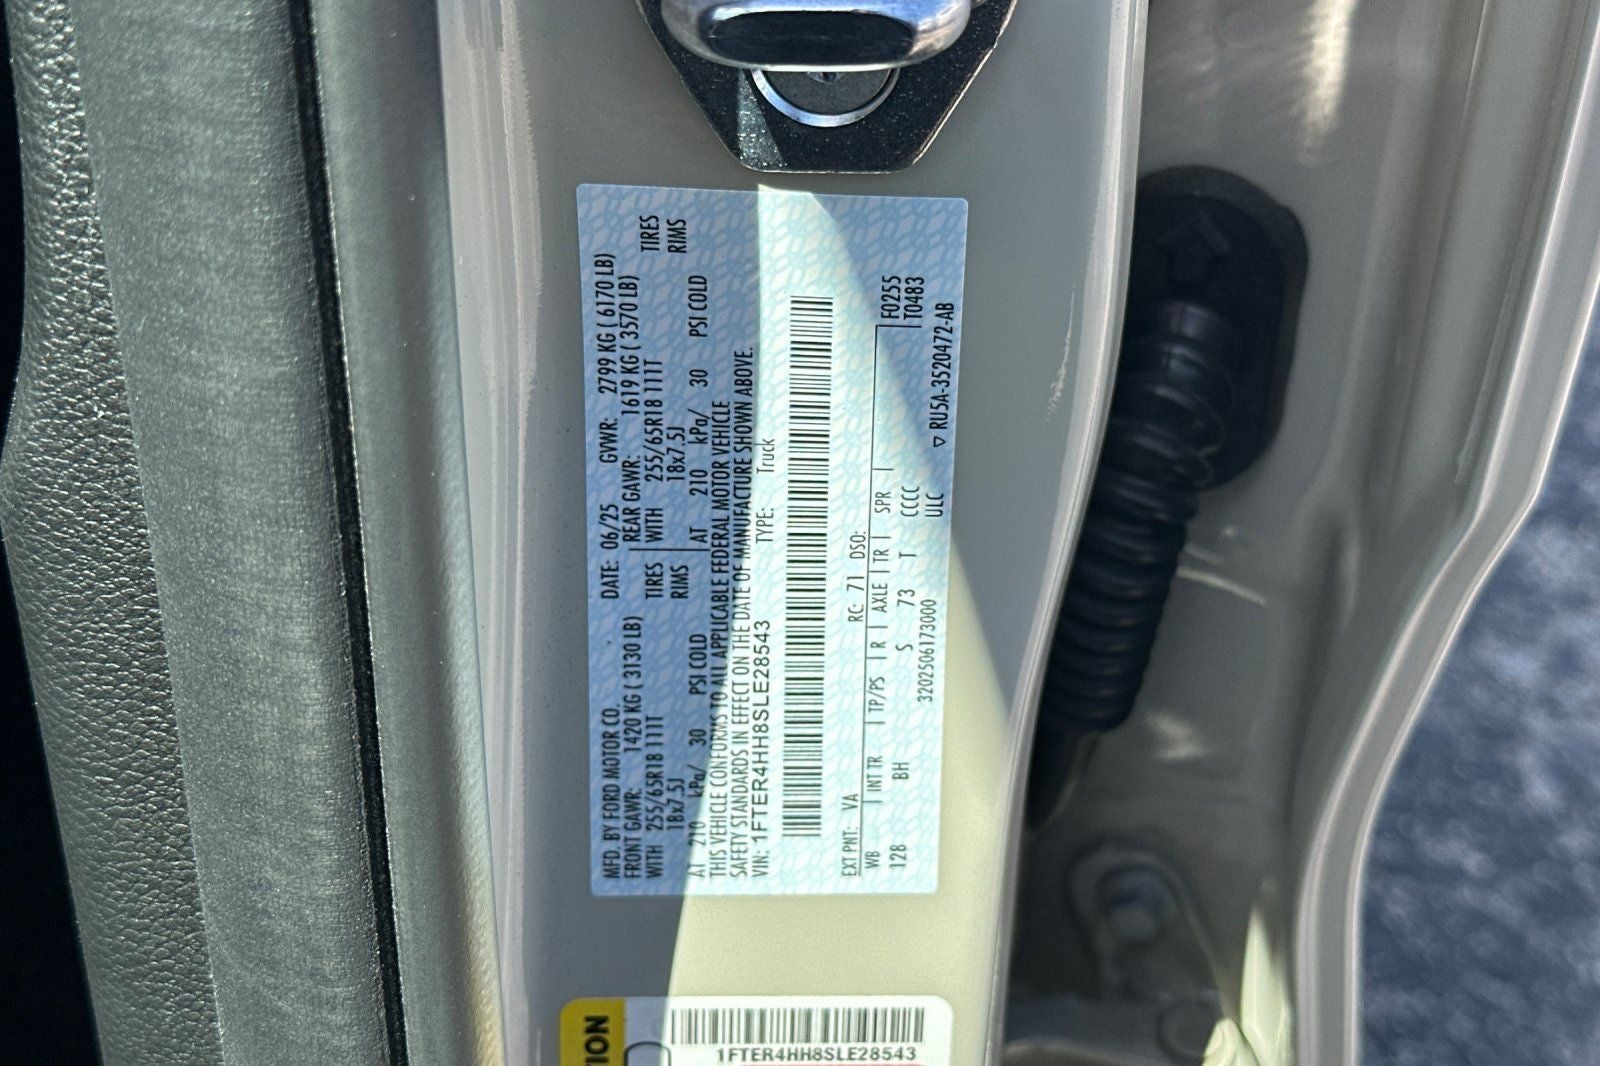 MFD. BY FORD MOTOR CO.
DATE: 06/25 GVWR: 2799 KG ( 6170 LB)
FRONT GAWR: 1420 KG ( 3130 LB) REAR GAWR: 1619 KG ( 3570 LB)
WITH 255/65R18 111T TIRES WITH 255/65R18 111T TIRES
18x7.5J RIMS 18x7.5J RIMS
AT 210 kPa/ 30 PSI COLD AT 210 kPa/ 30 PSI COLD
THIS VEHICLE CONFORMS TO ALL APPLICABLE FEDERAL MOTOR VEHICLE
SAFETY STANDARDS IN EFFECT ON THE DATE OF MANUFACTURE SHOWN ABOVE.
VIN: 1FTER4HH8SLE28543 TYPE: Truck
EXT PNT: VA RC: 71 DSO: F0255
WB INT TR TP/PS R AXLE TR SPR T0483
128 BH S 73 T CCCC
3202506173000 ULC ▽ RU5A-3520472-AB
1FTER4HH8SLE28543